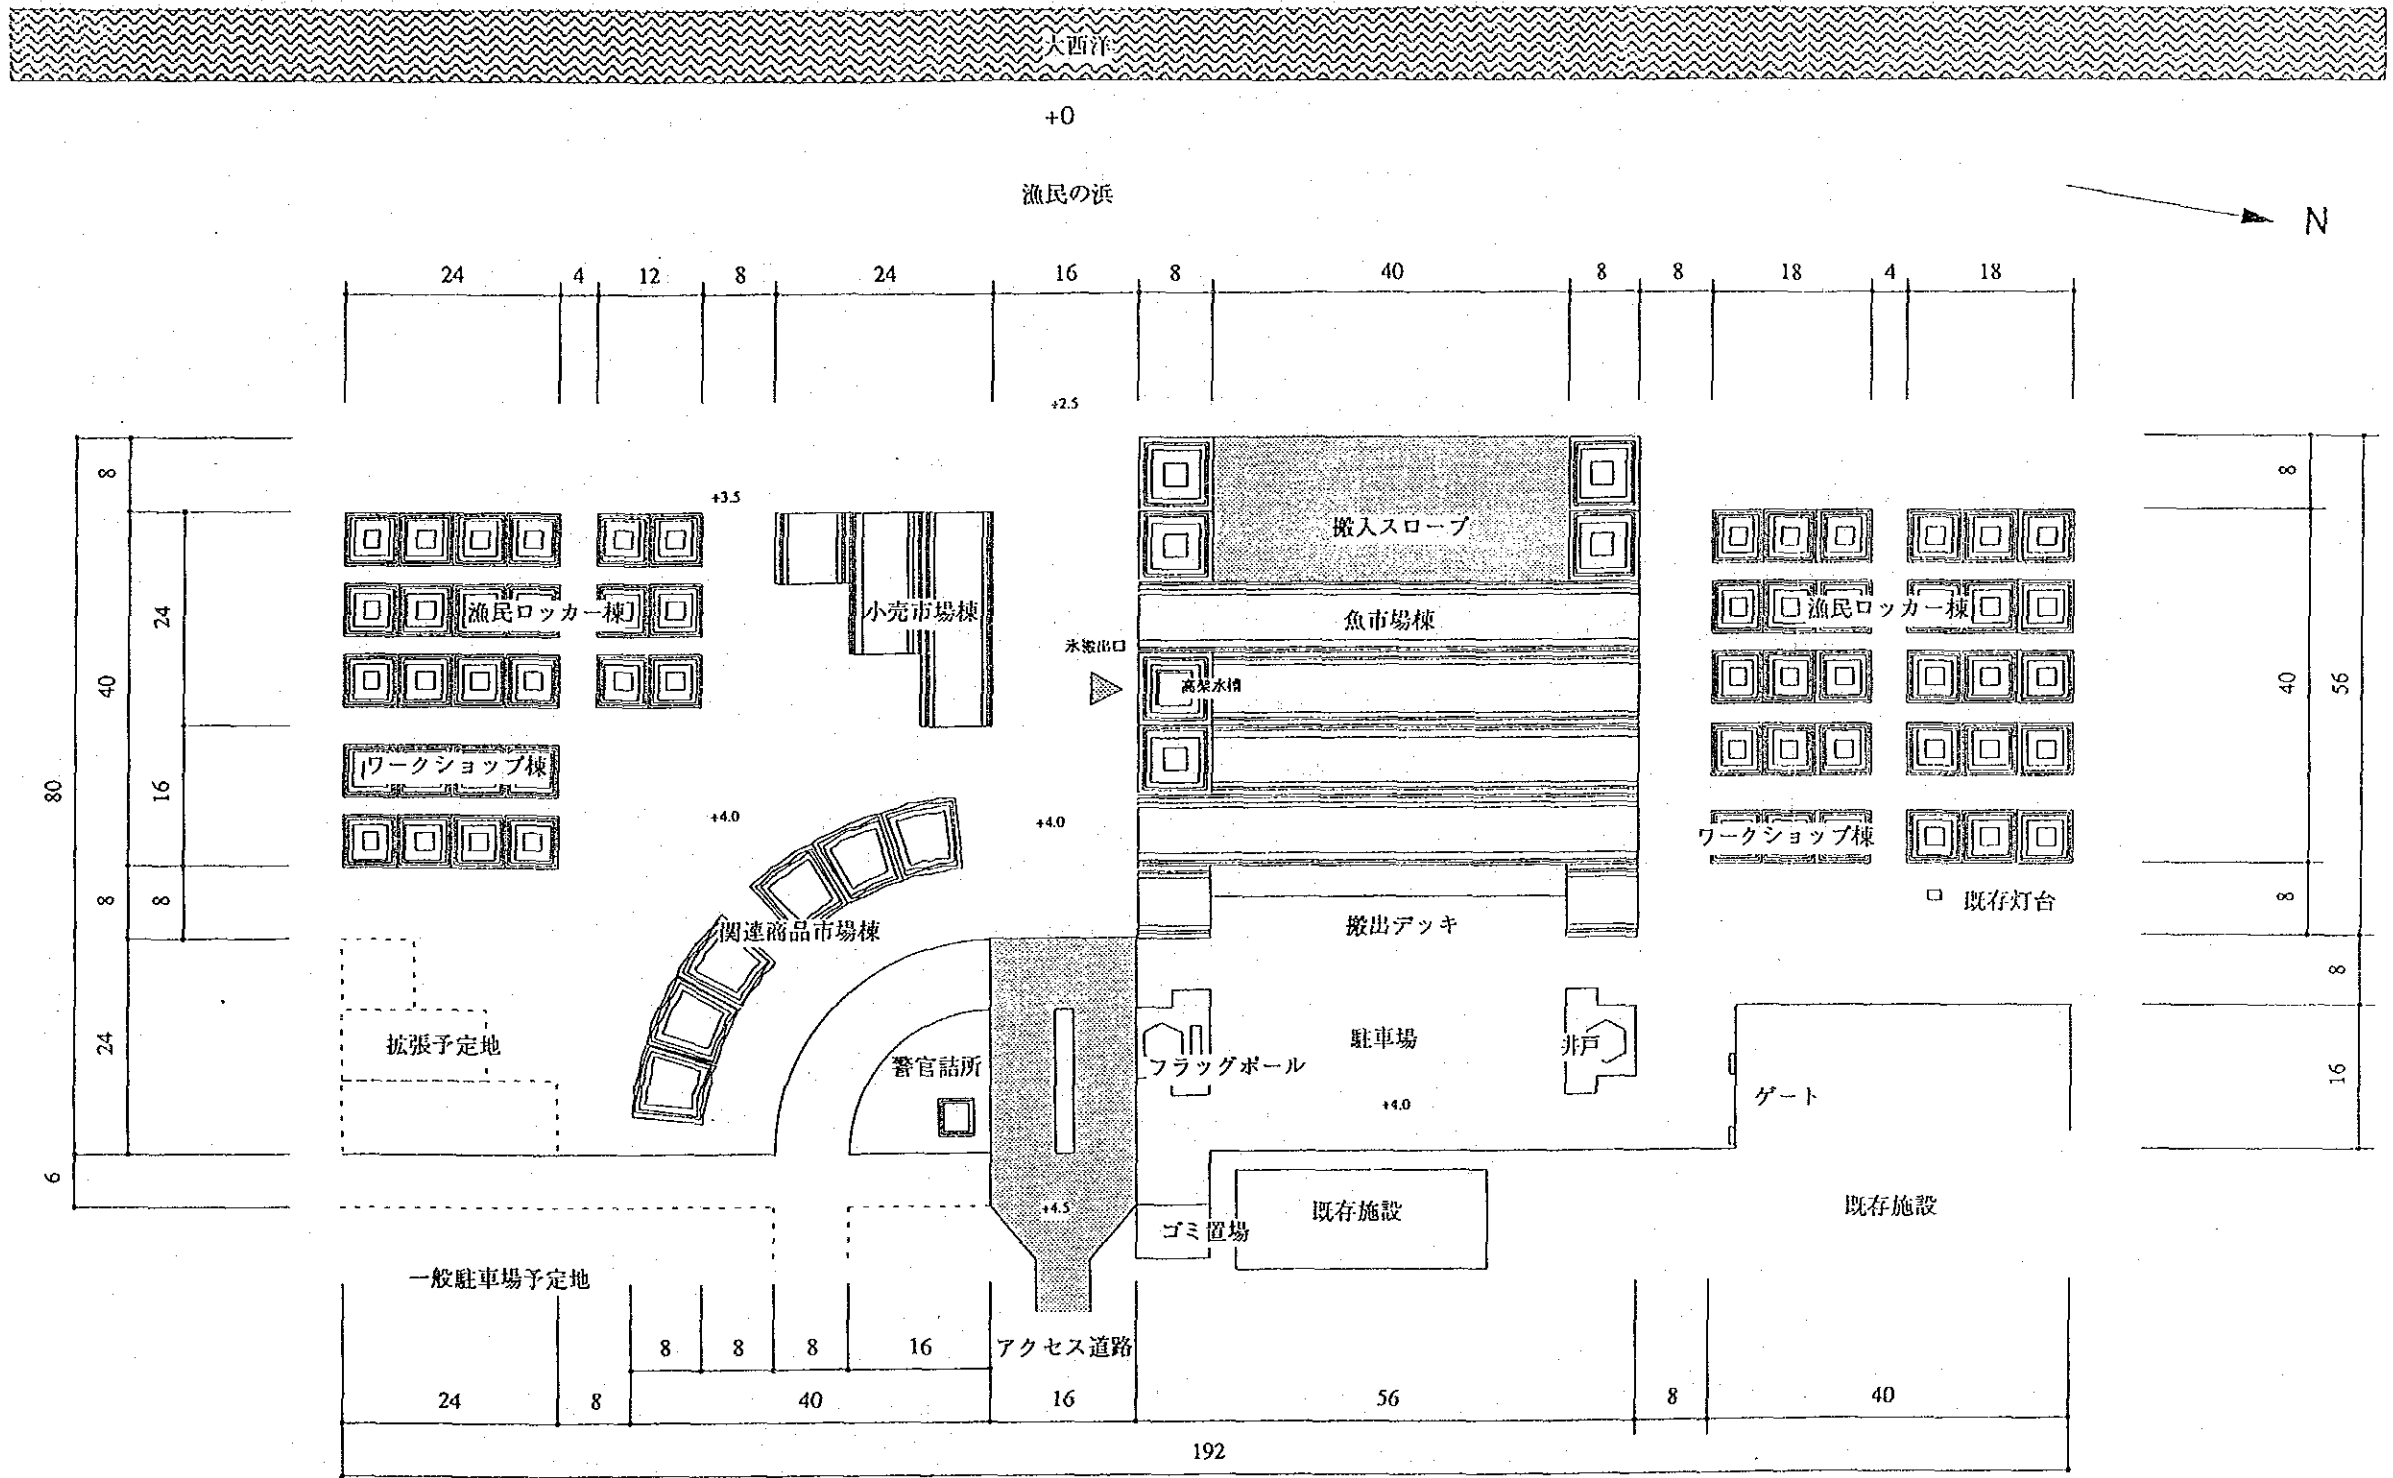 大西洋
+0
漁民の浜
N
24 4 12 8 24 16 8 40 8 8 18 4 18
+2.5
8
8
+3.5
搬入スロープ
24
漁民ロッカー棟
小売市場棟
魚市場棟
漁民ロッカー棟
氷搬出口
高架水槽
40
40
56
ワークショップ棟
80
16
+4.0
+4.0
ワークショップ棟
8
8
関連商品市場棟
搬出デッキ
既存灯台
8
8
24
拡張予定地
警官詰所
フラッグポール
駐車場
井戸
16
+4.0
ゲート
6
+4.5
ゴミ置場
既存施設
既存施設
一般駐車場予定地
8 8 8 16
アクセス道路
24 8 40 16 56 8 40
192